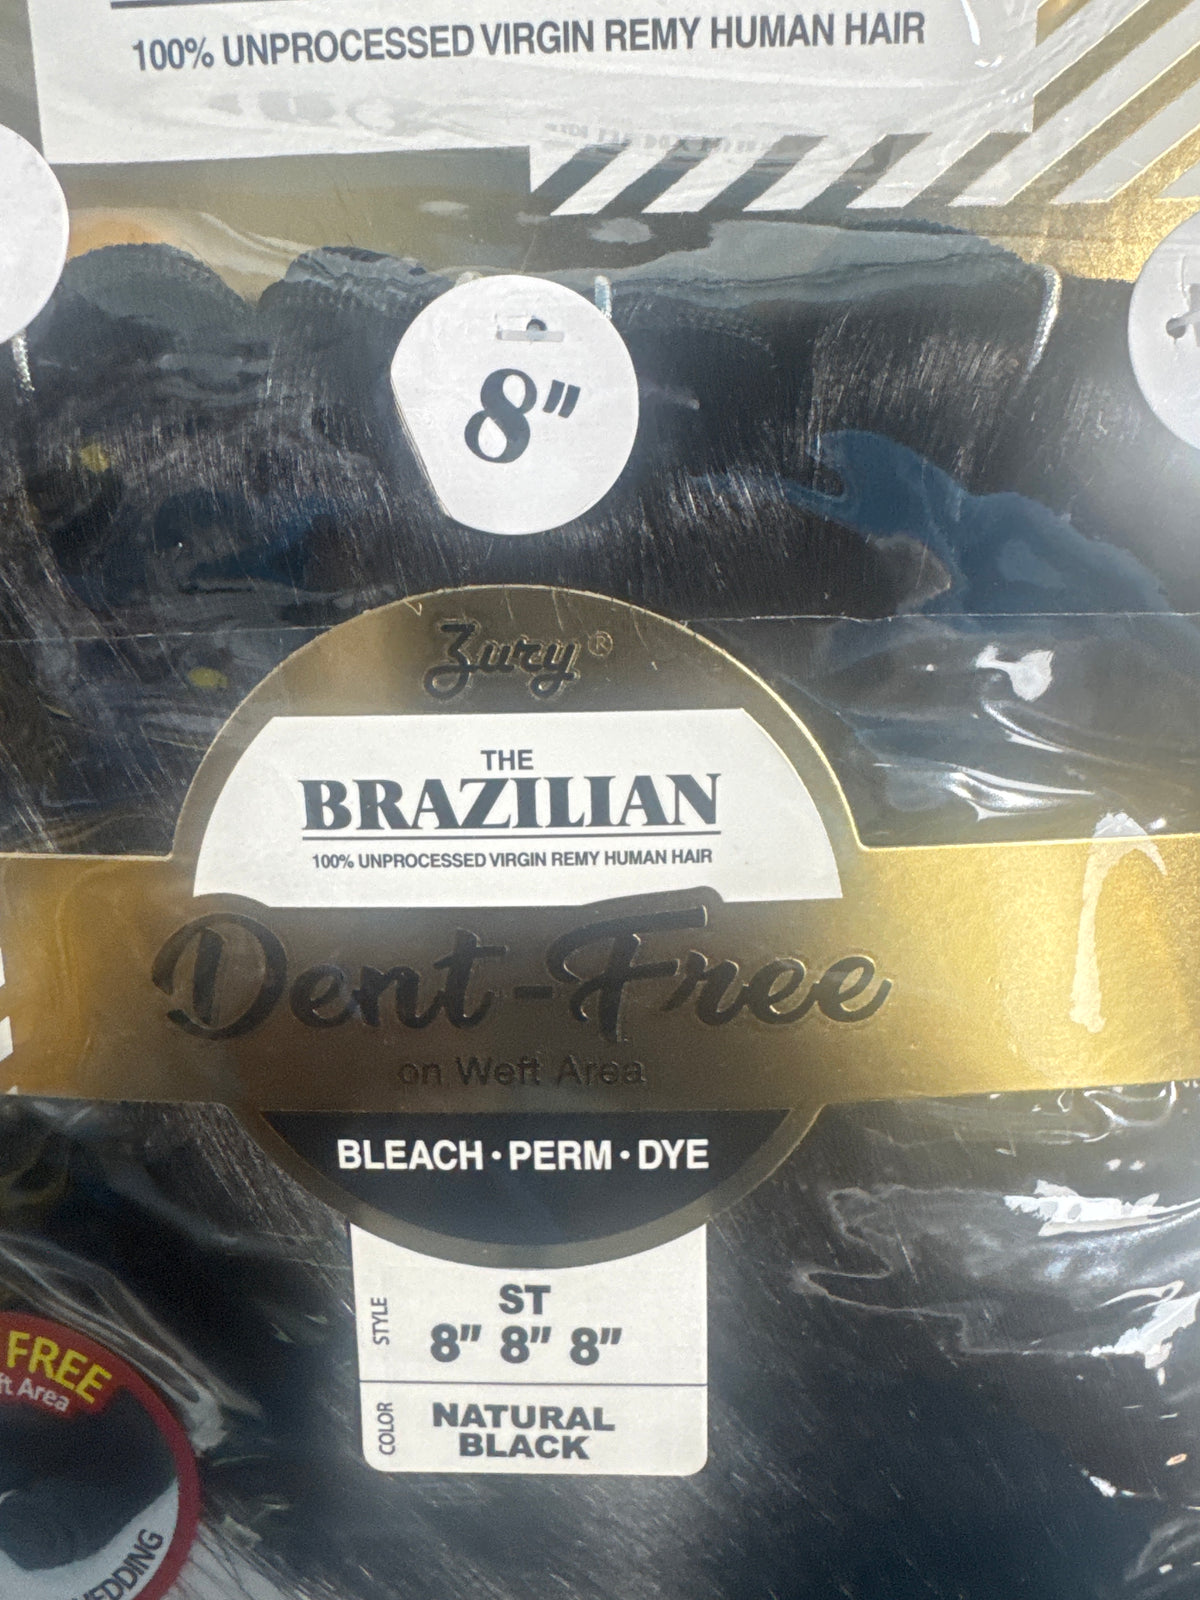 100% UNPROCESSED VIRGIN REMY HUMAN HAIR
8"
Zury®
THE
BRAZILIAN
100% UNPROCESSED VIRGIN REMY HUMAN HAIR
Dent-Free
on Weft Area
BLEACH • PERM • DYE
STYLE
ST
8" 8" 8"
COLOR
NATURAL
BLACK
FREE
Area